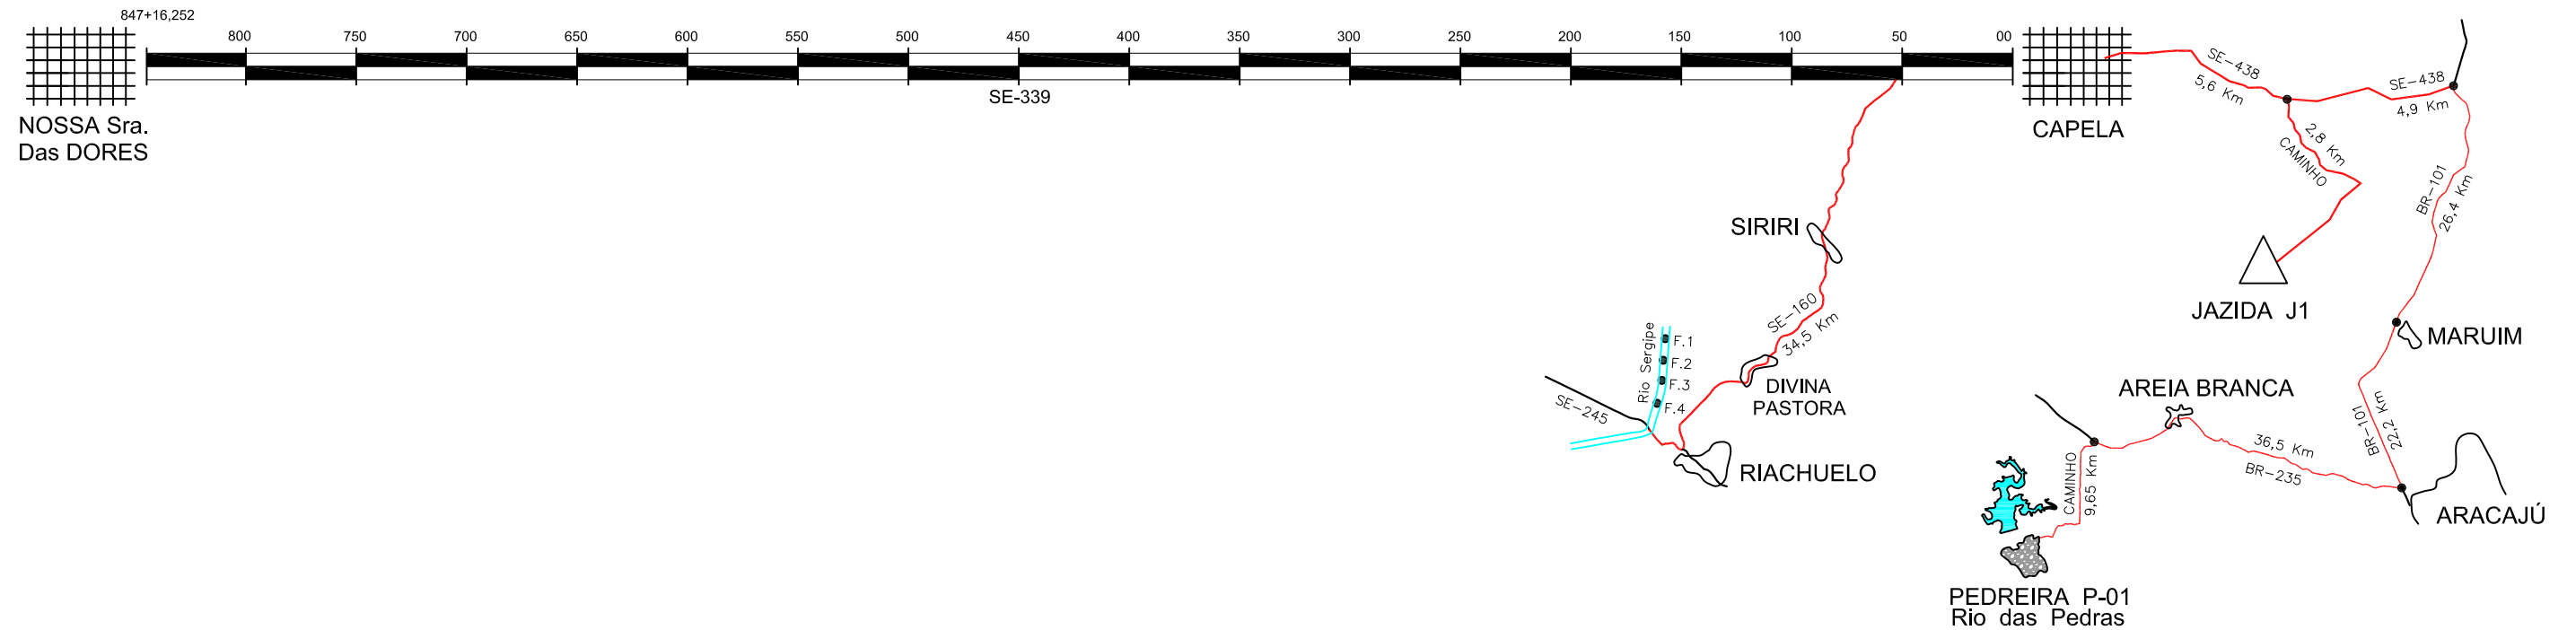 847+16,252
800 750 700 650 600 550 500 450 400 350 300 250 200 150 100 50 00
SE-339
NOSSA Sra.
Das DORES
CAPELA
SE-438
5,6 Km
SE-438
4,9 Km
2,8 Km
CAMINHO
BR-101
26,4 Km
JAZIDA J1
SIRIRI
SE-160
34,5 Km
Rio Sergipe
F.1
F.2
F.3
F.4
SE-245
DIVINA
PASTORA
RIACHUELO
MARUIM
AREIA BRANCA
BR-101
22,2 Km
36,5 Km
BR-235
CAMINHO
9,65 Km
ARACAJÚ
PEDREIRA P-01
Rio das Pedras